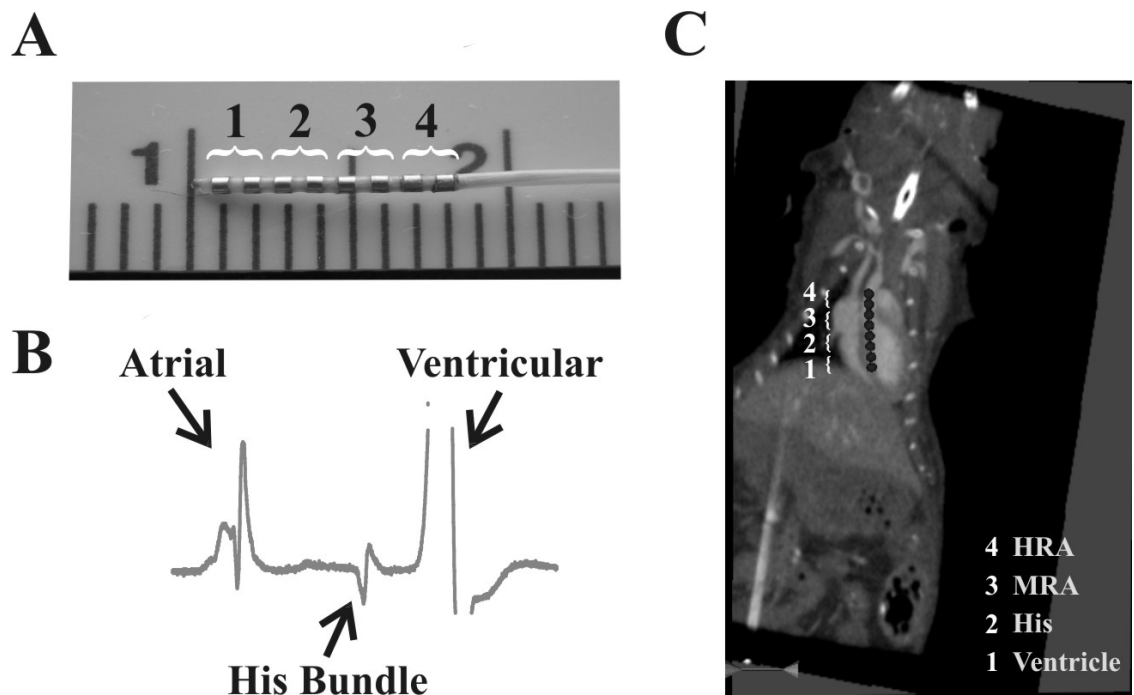 A
1 2 3 4
1 2
B
Atrial
Ventricular
His Bundle
C
4
3
2
1
4 HRA
3 MRA
2 His
1 Ventricle